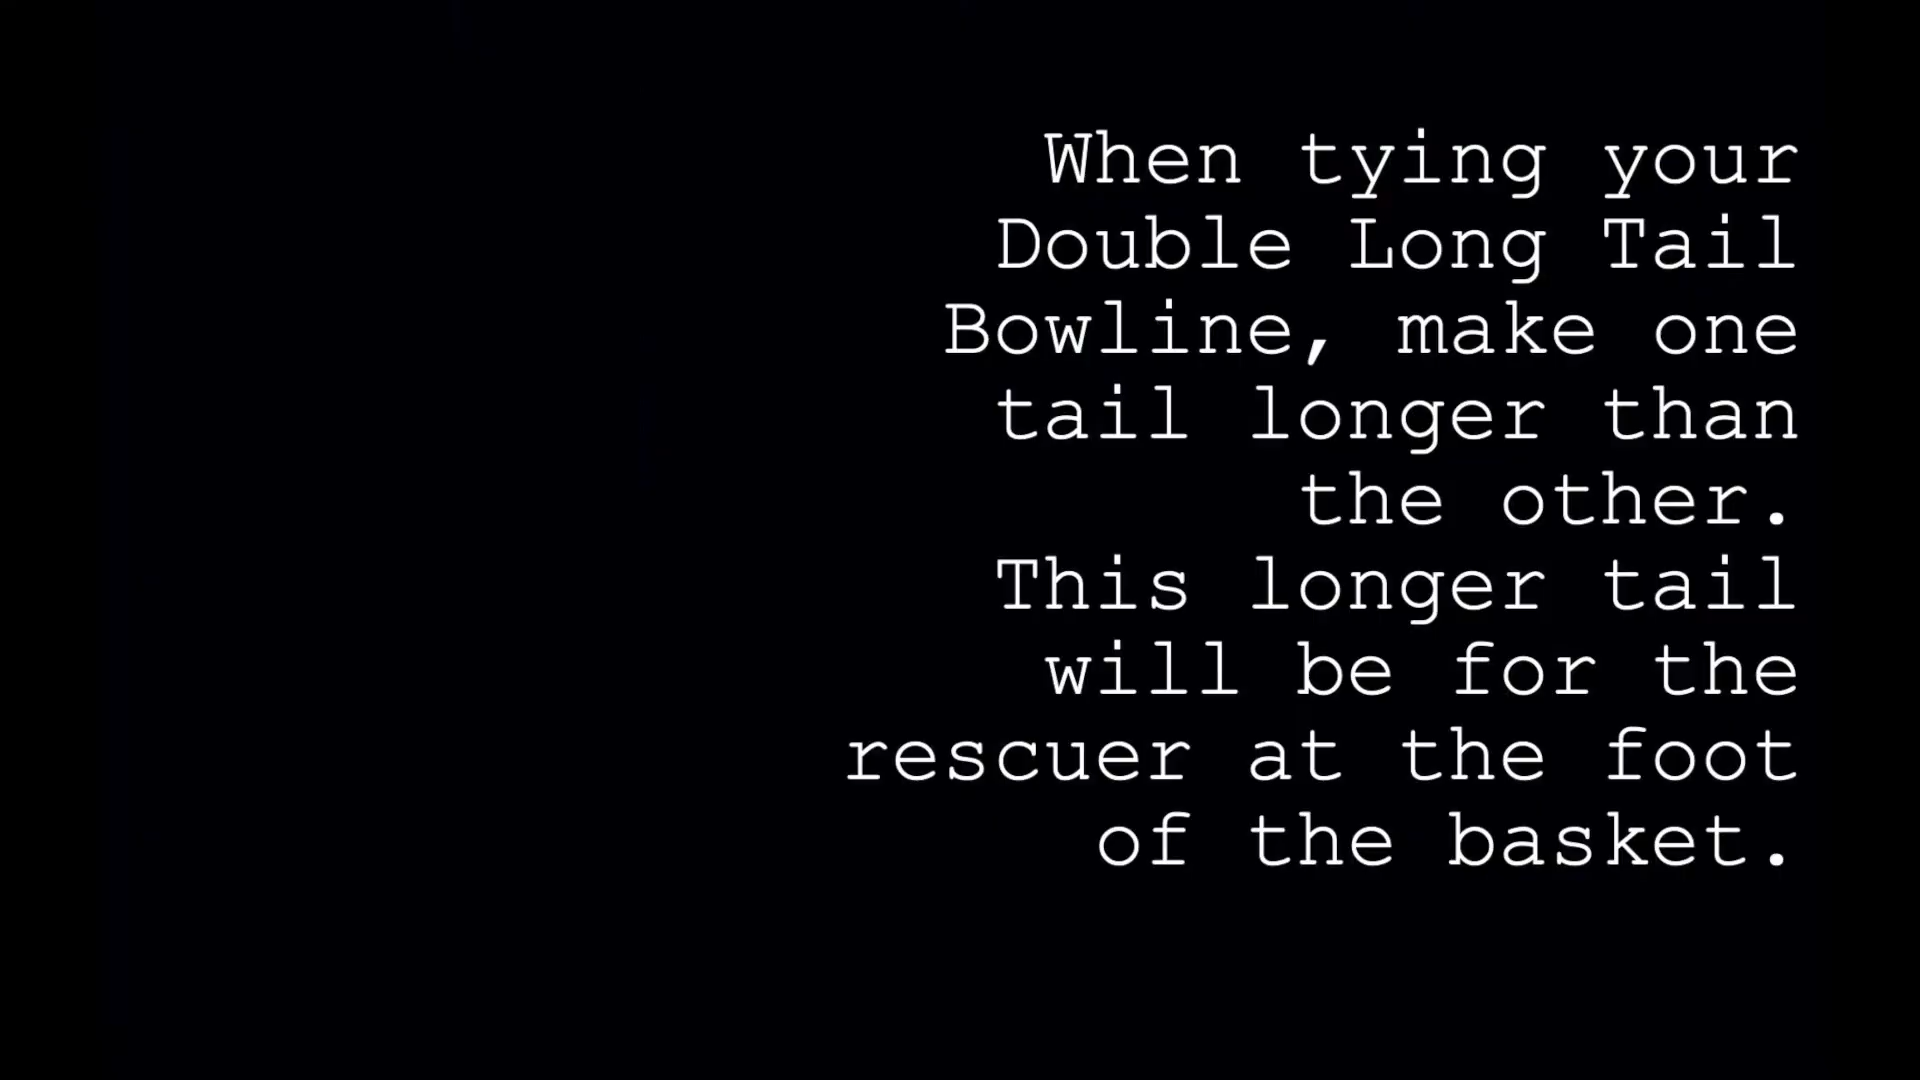 When tying your
Double Long Tail
Bowline, make one
tail longer than
the other.
This longer tail
will be for the
rescuer at the foot
of the basket.